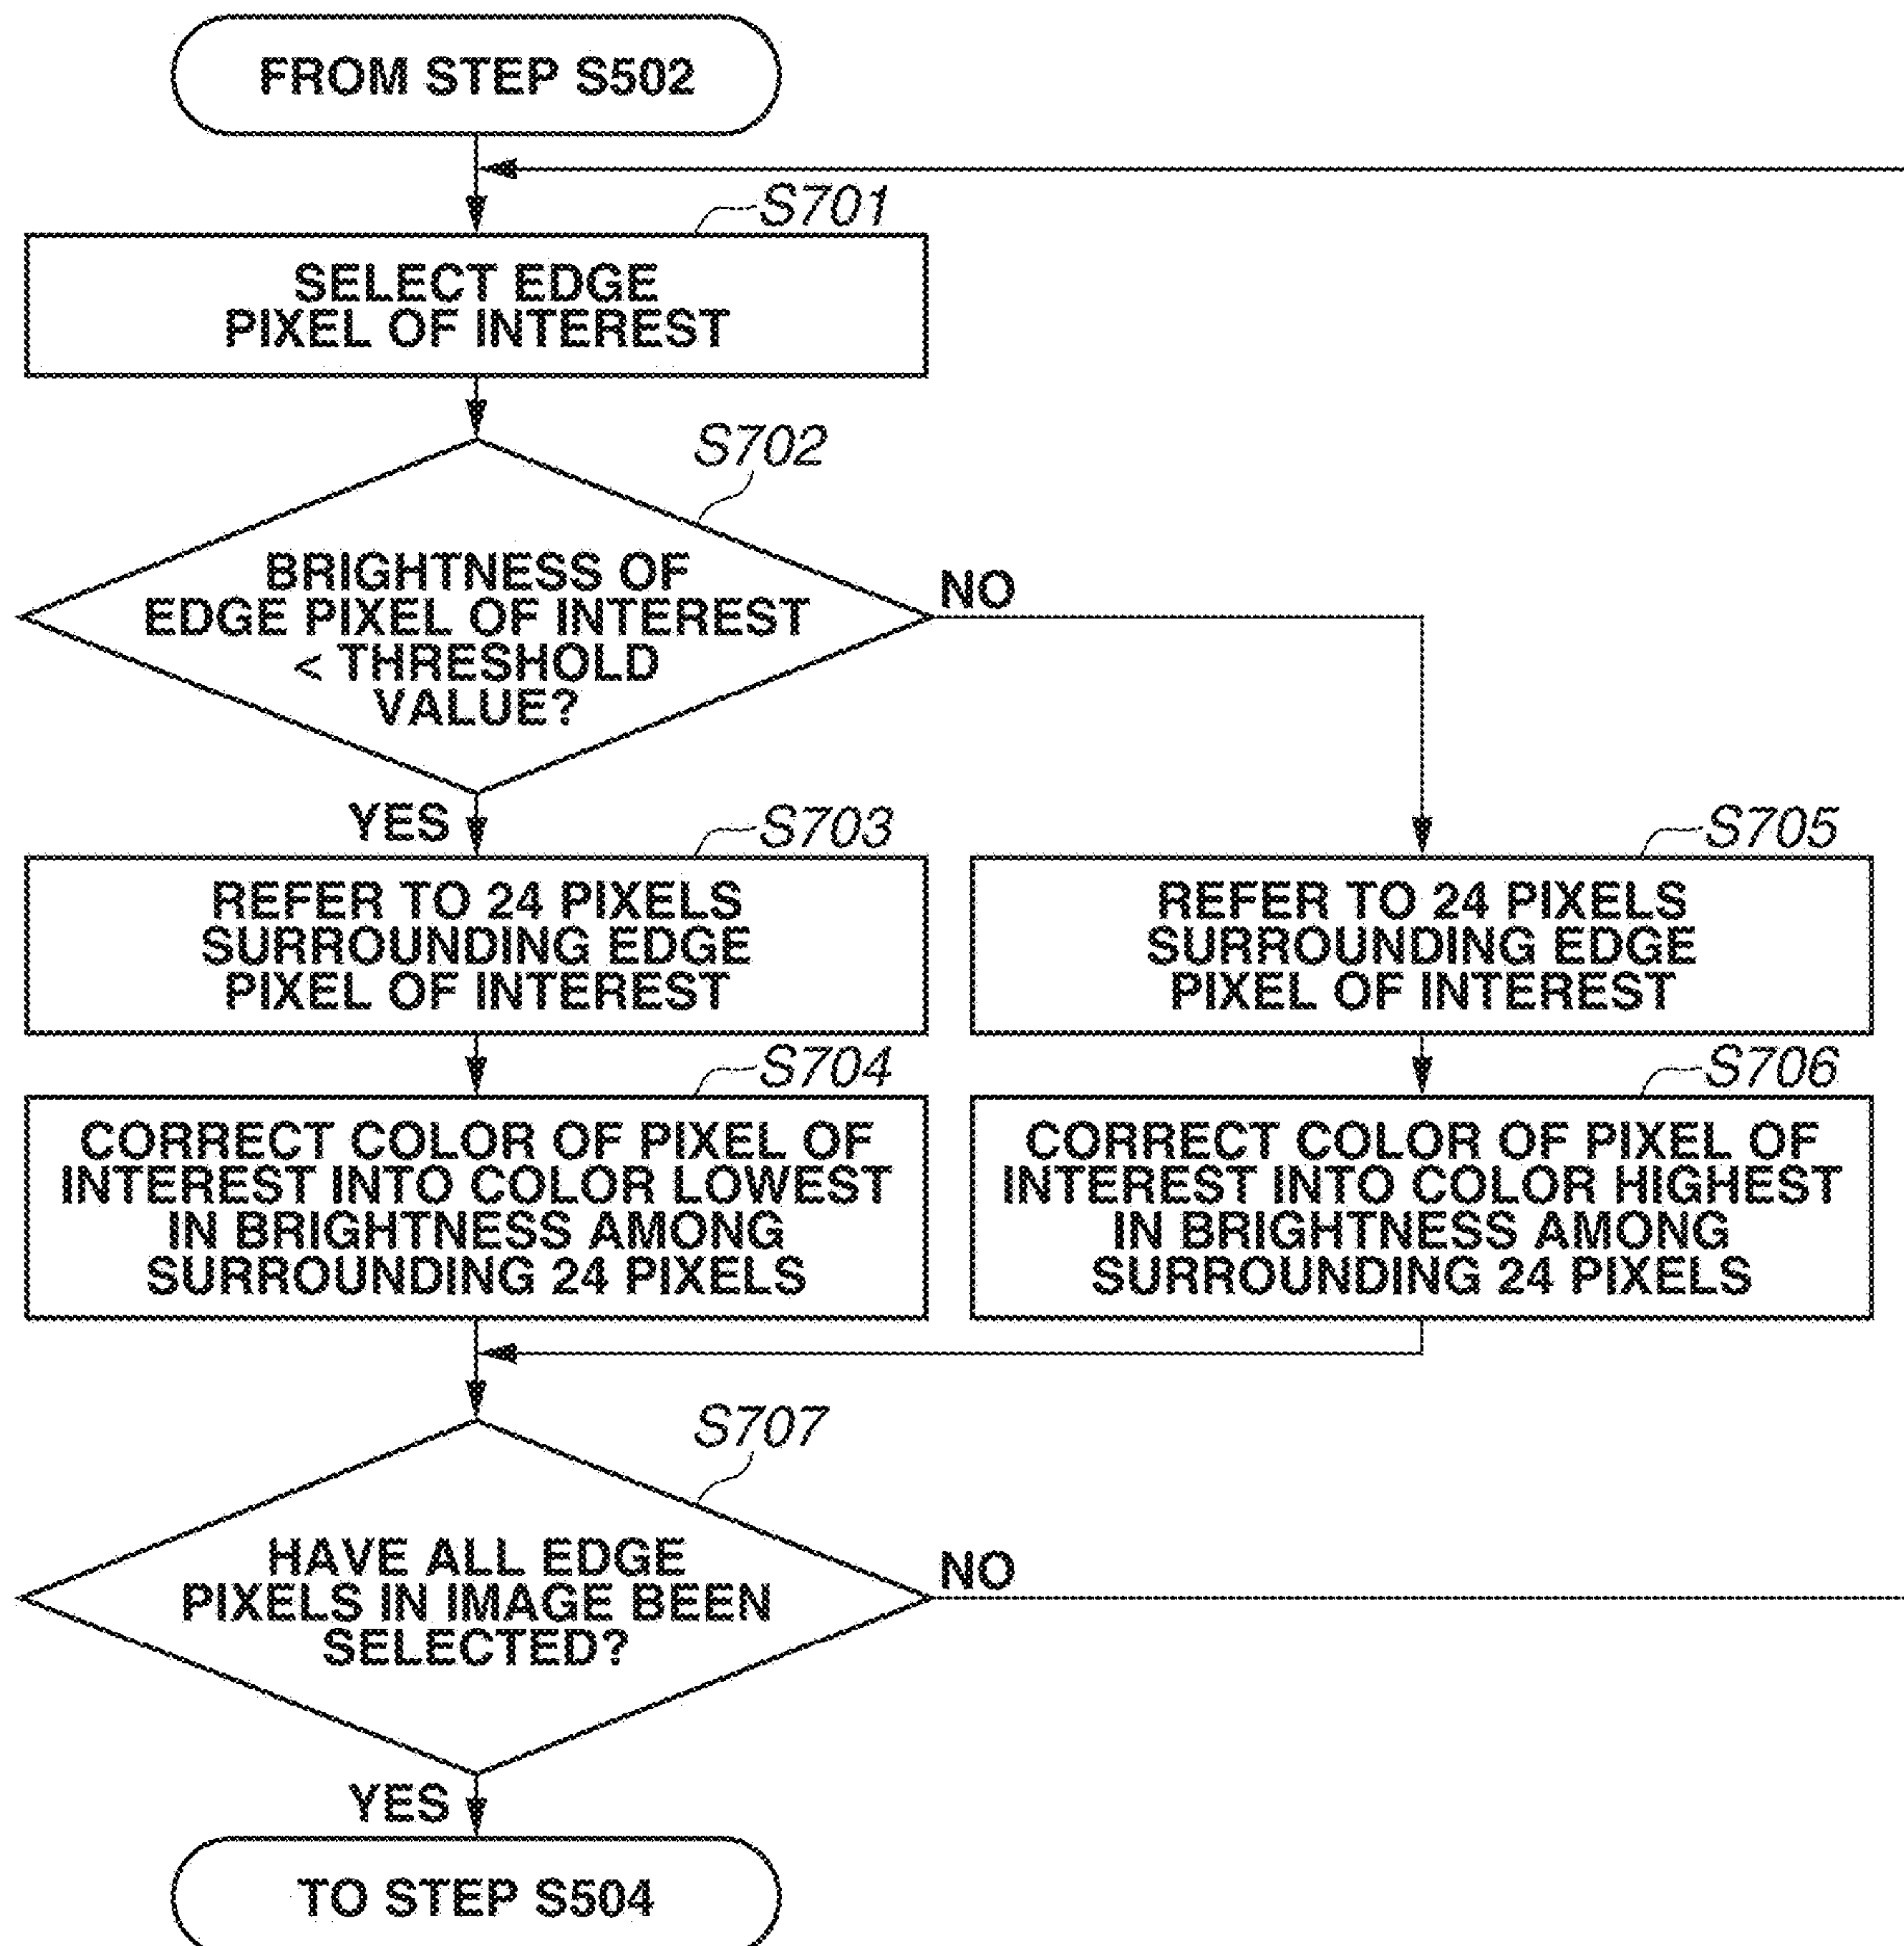 FROM STEP S502
S701
SELECT EDGE
PIXEL OF INTEREST
S702
BRIGHTNESS OF
EDGE PIXEL OF INTEREST
< THRESHOLD
VALUE?
NO
YES
S703
REFER TO 24 PIXELS
SURROUNDING EDGE
PIXEL OF INTEREST
S705
REFER TO 24 PIXELS
SURROUNDING EDGE
PIXEL OF INTEREST
S704
CORRECT COLOR OF PIXEL OF
INTEREST INTO COLOR LOWEST
IN BRIGHTNESS AMONG
SURROUNDING 24 PIXELS
S706
CORRECT COLOR OF PIXEL OF
INTEREST INTO COLOR HIGHEST
IN BRIGHTNESS AMONG
SURROUNDING 24 PIXELS
S707
HAVE ALL EDGE
PIXELS IN IMAGE BEEN
SELECTED?
NO
YES
TO STEP S504